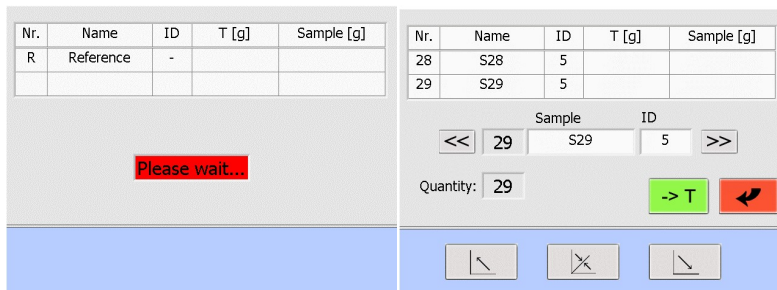 Nr. Name ID T [g] Sample [g]
R Reference -
Please wait...
Nr. Name ID T [g] Sample [g]
28 S28 5
29 S29 5
Sample ID
<< 29 S29 5 >>
Quantity: 29
-> T